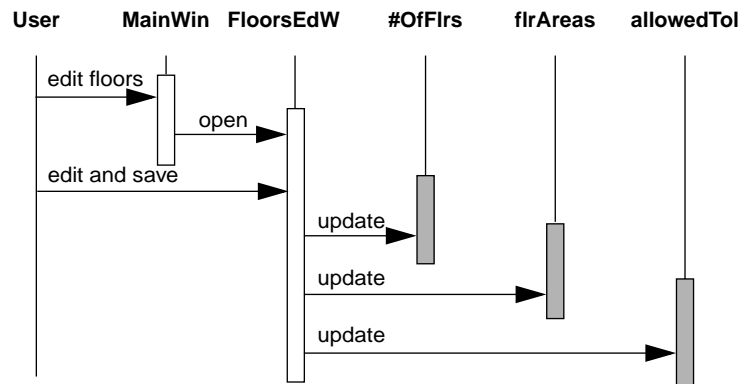 User MainWin FloorsEdW #OfFlrs flrAreas allowedTol
edit floors
open
edit and save
update
update
update